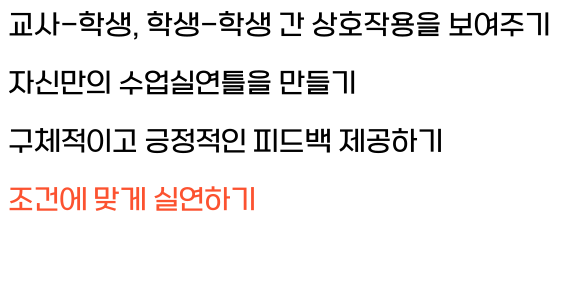 교사-학생, 학생-학생 간 상호작용을 보여주기
자신만의 수업실연틀을 만들기
구체적이고 긍정적인 피드백 제공하기
조건에 맞게 실연하기